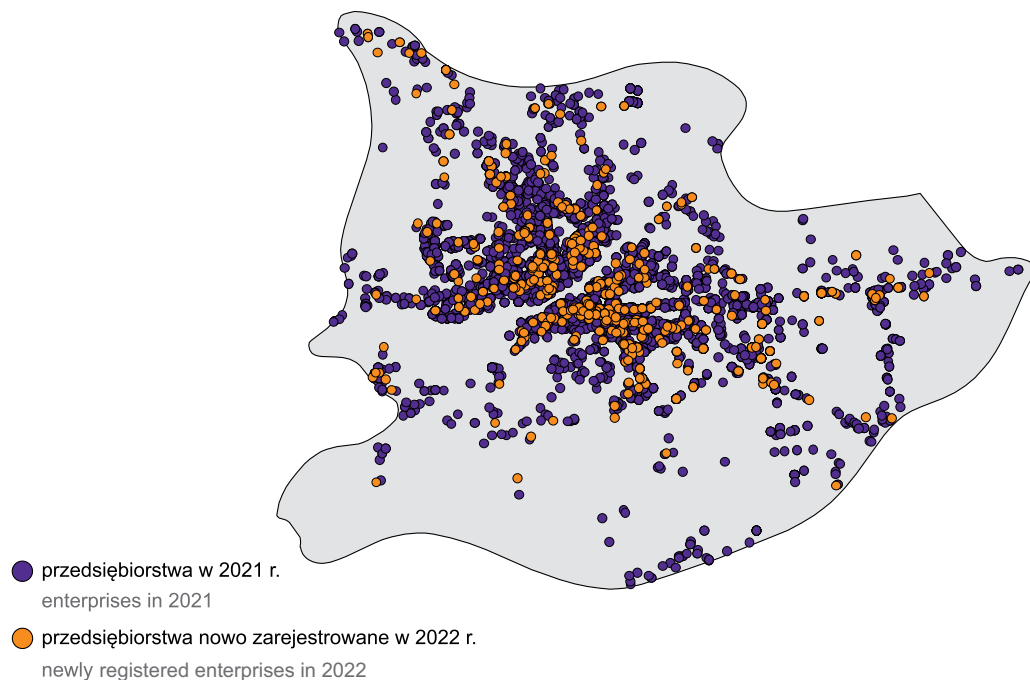 przedsiębiorstwa w 2021 r.
enterprises in 2021
przedsiębiorstwa nowo zarejestrowane w 2022 r.
newly registered enterprises in 2022